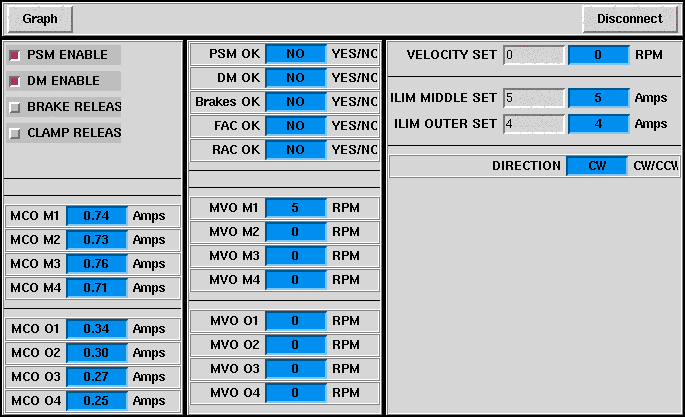 Graph Disconnect
PSM ENABLE
DM ENABLE
BRAKE RELEAS
CLAMP RELEAS
MCO M1 0.74 Amps
MCO M2 0.73 Amps
MCO M3 0.76 Amps
MCO M4 0.71 Amps
MCO O1 0.34 Amps
MCO O2 0.30 Amps
MCO O3 0.27 Amps
MCO O4 0.25 Amps
PSM OK NO YES/NO
DM OK NO YES/NO
Brakes OK NO YES/NO
FAC OK NO YES/NO
RAC OK NO YES/NO
MVO M1 5 RPM
MVO M2 0 RPM
MVO M3 0 RPM
MVO M4 0 RPM
MVO O1 0 RPM
MVO O2 0 RPM
MVO O3 0 RPM
MVO O4 0 RPM
VELOCITY SET 0 0 RPM
ILIM MIDDLE SET 5 5 Amps
ILIM OUTER SET 4 4 Amps
DIRECTION CW CW/CCW